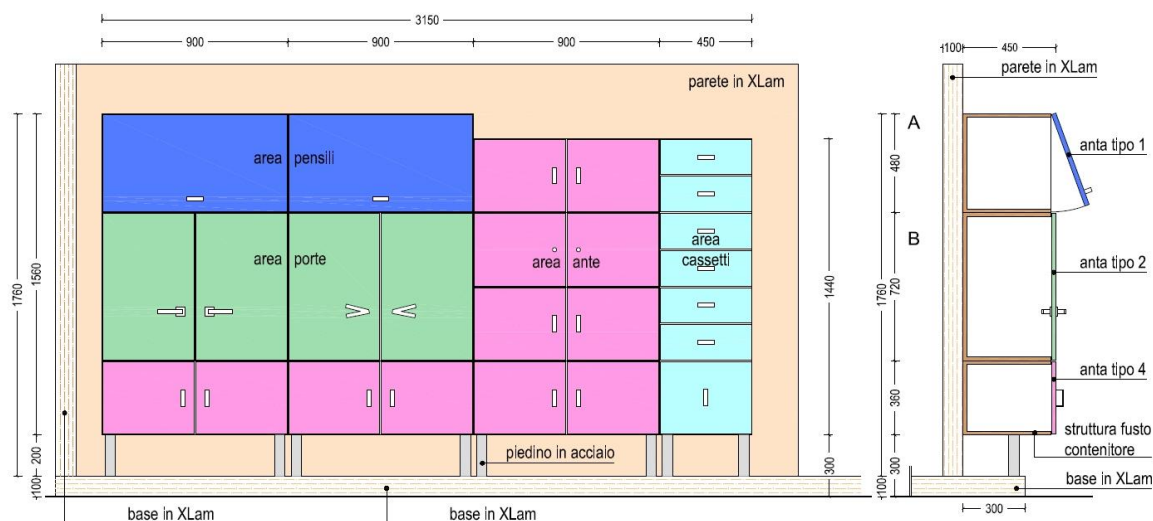 3150
900
900
900
450
parete in XLam
area pensili
area porte
area ante
area
cassetti
1760
1560
200
100
1440
300
piedino in acciaio
base in XLam
base in XLam
100
450
parete in XLam
A
B
480
1760
720
360
300
100
anta tipo 1
anta tipo 2
anta tipo 4
struttura fusto
contenitore
base in XLam
300